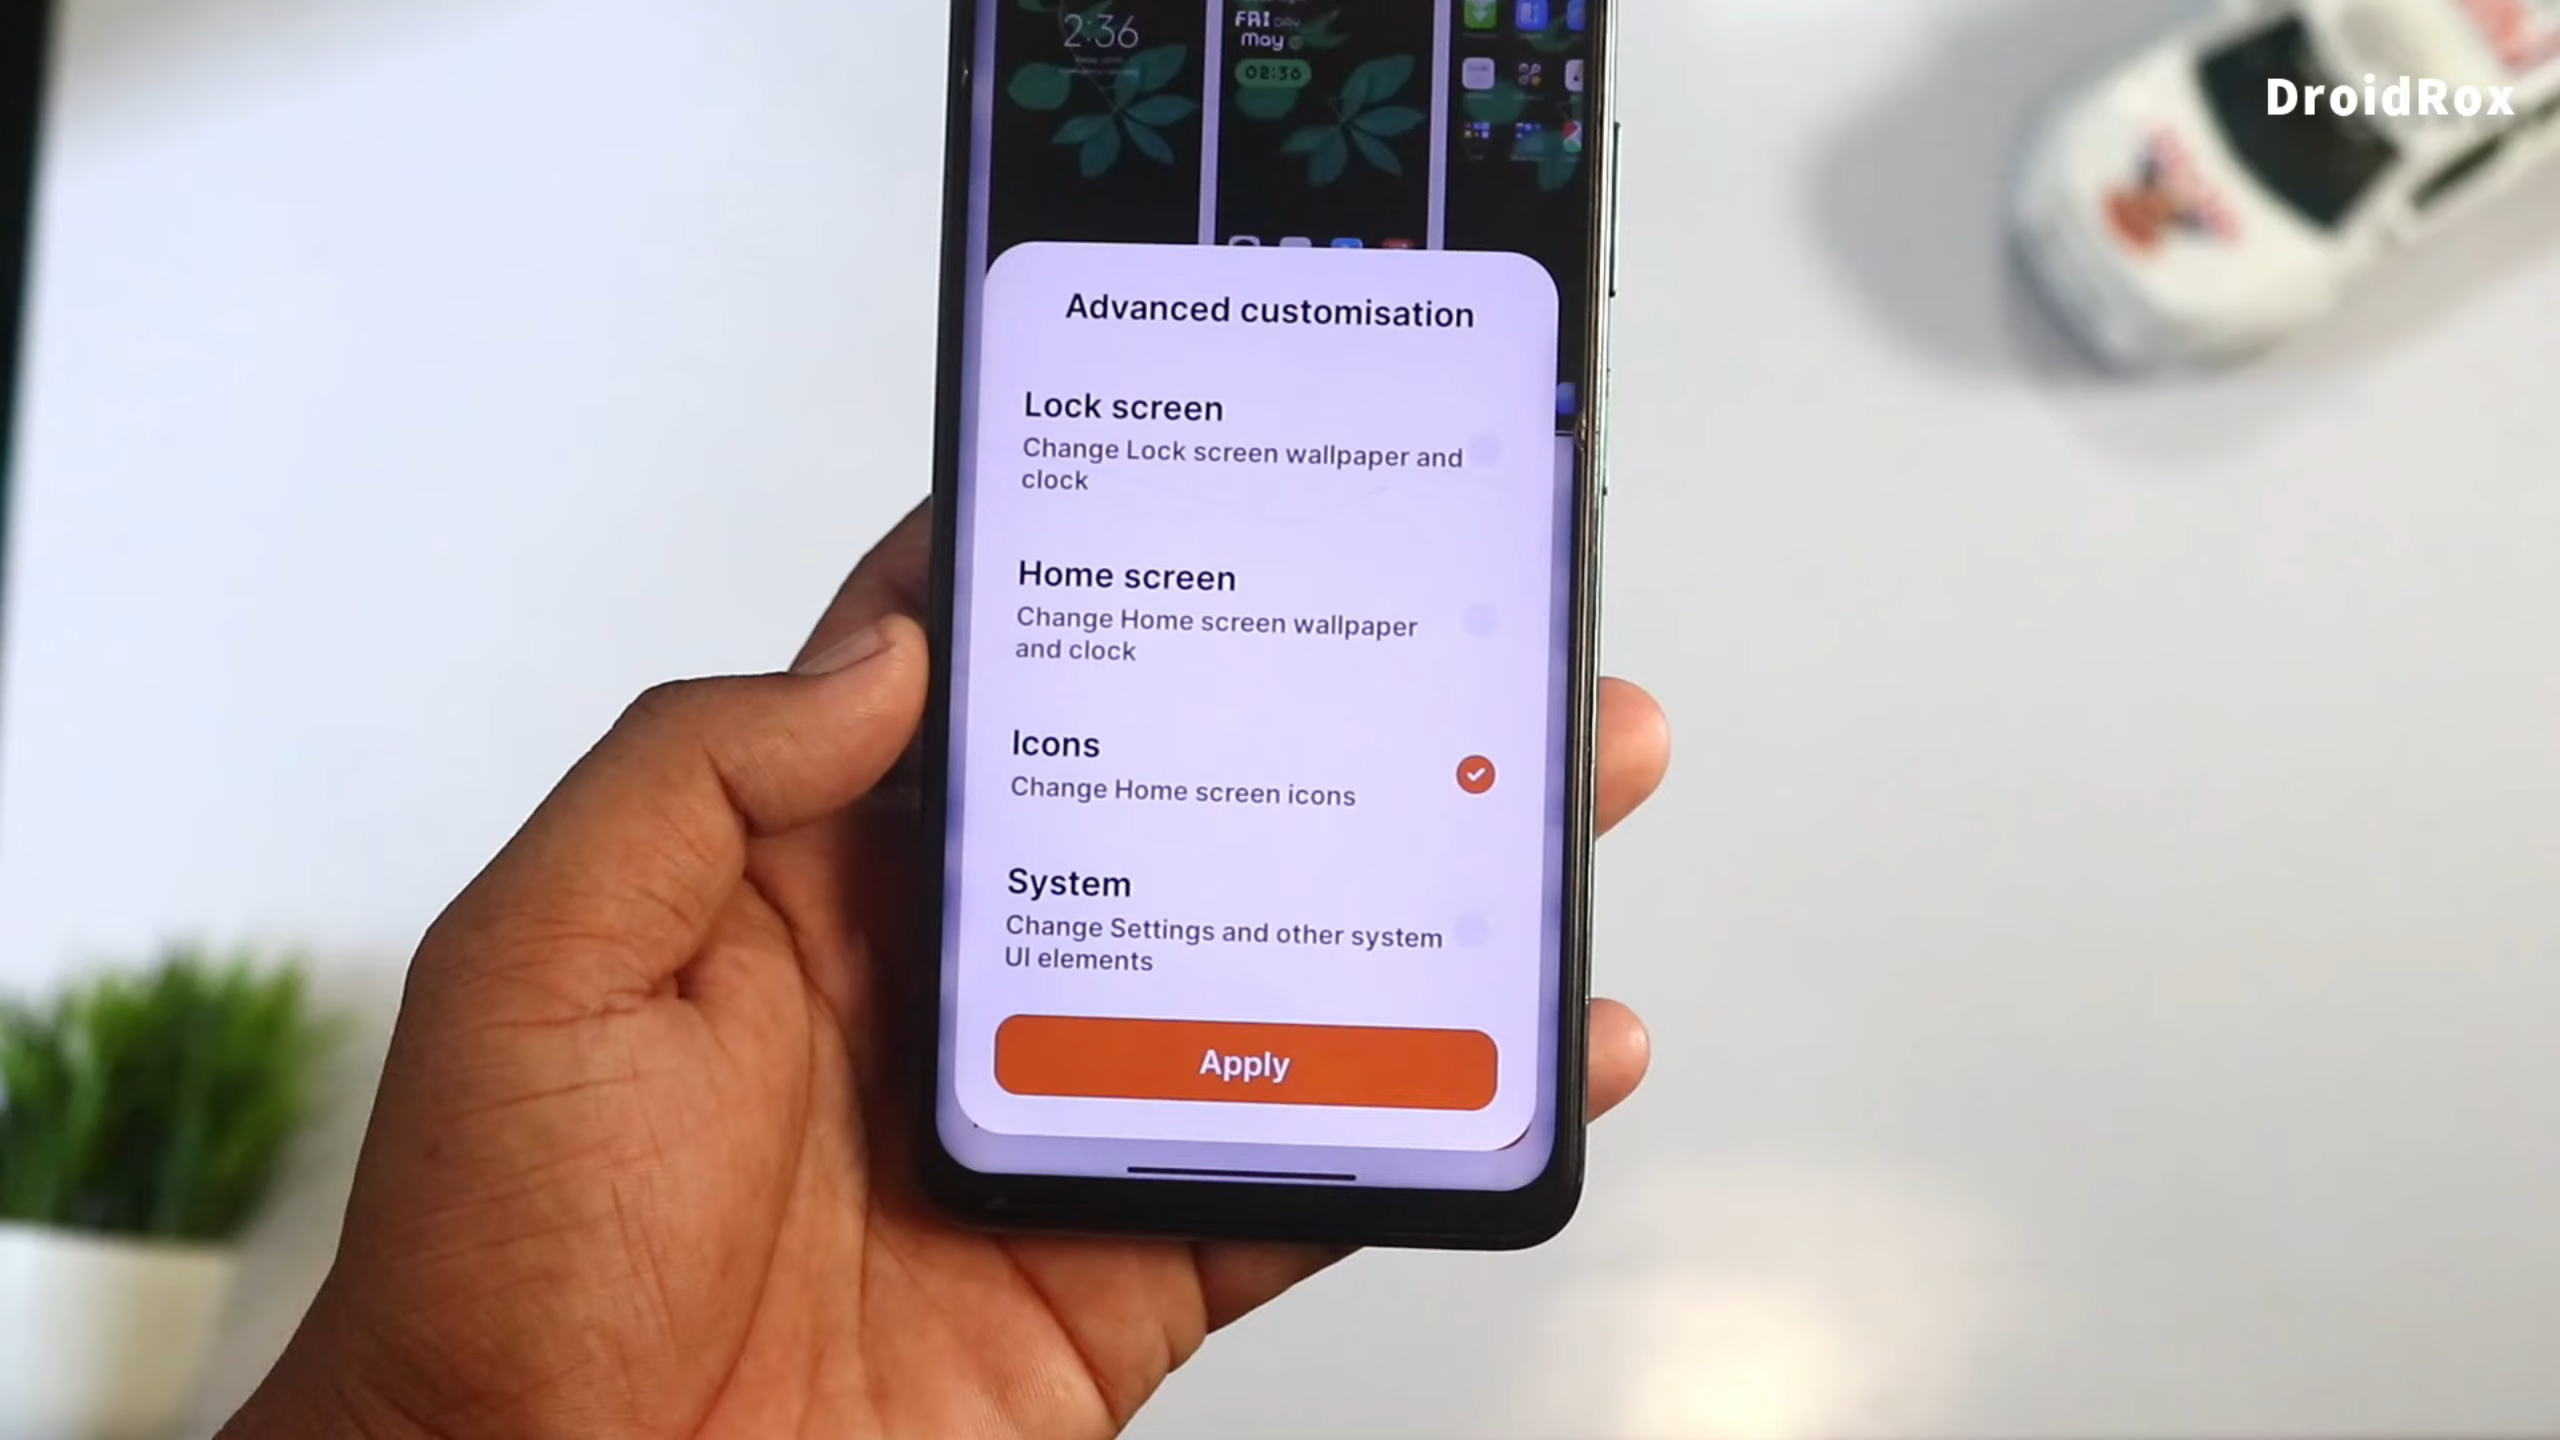 DroidRox
2:36
FRI DAY
May
02:36
Advanced customisation
Lock screen
Change Lock screen wallpaper and
clock
Home screen
Change Home screen wallpaper
and clock
Icons
Change Home screen icons
System
Change Settings and other system
UI elements
Apply